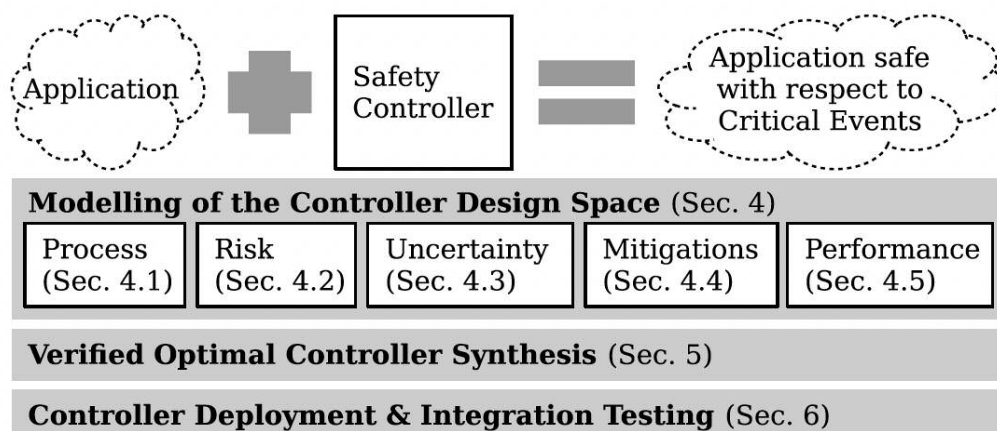 Application
Safety
Controller
Application safe
with respect to
Critical Events
Modelling of the Controller Design Space (Sec. 4)
Process
(Sec. 4.1)
Risk
(Sec. 4.2)
Uncertainty
(Sec. 4.3)
Mitigations
(Sec. 4.4)
Performance
(Sec. 4.5)
Verified Optimal Controller Synthesis (Sec. 5)
Controller Deployment & Integration Testing (Sec. 6)